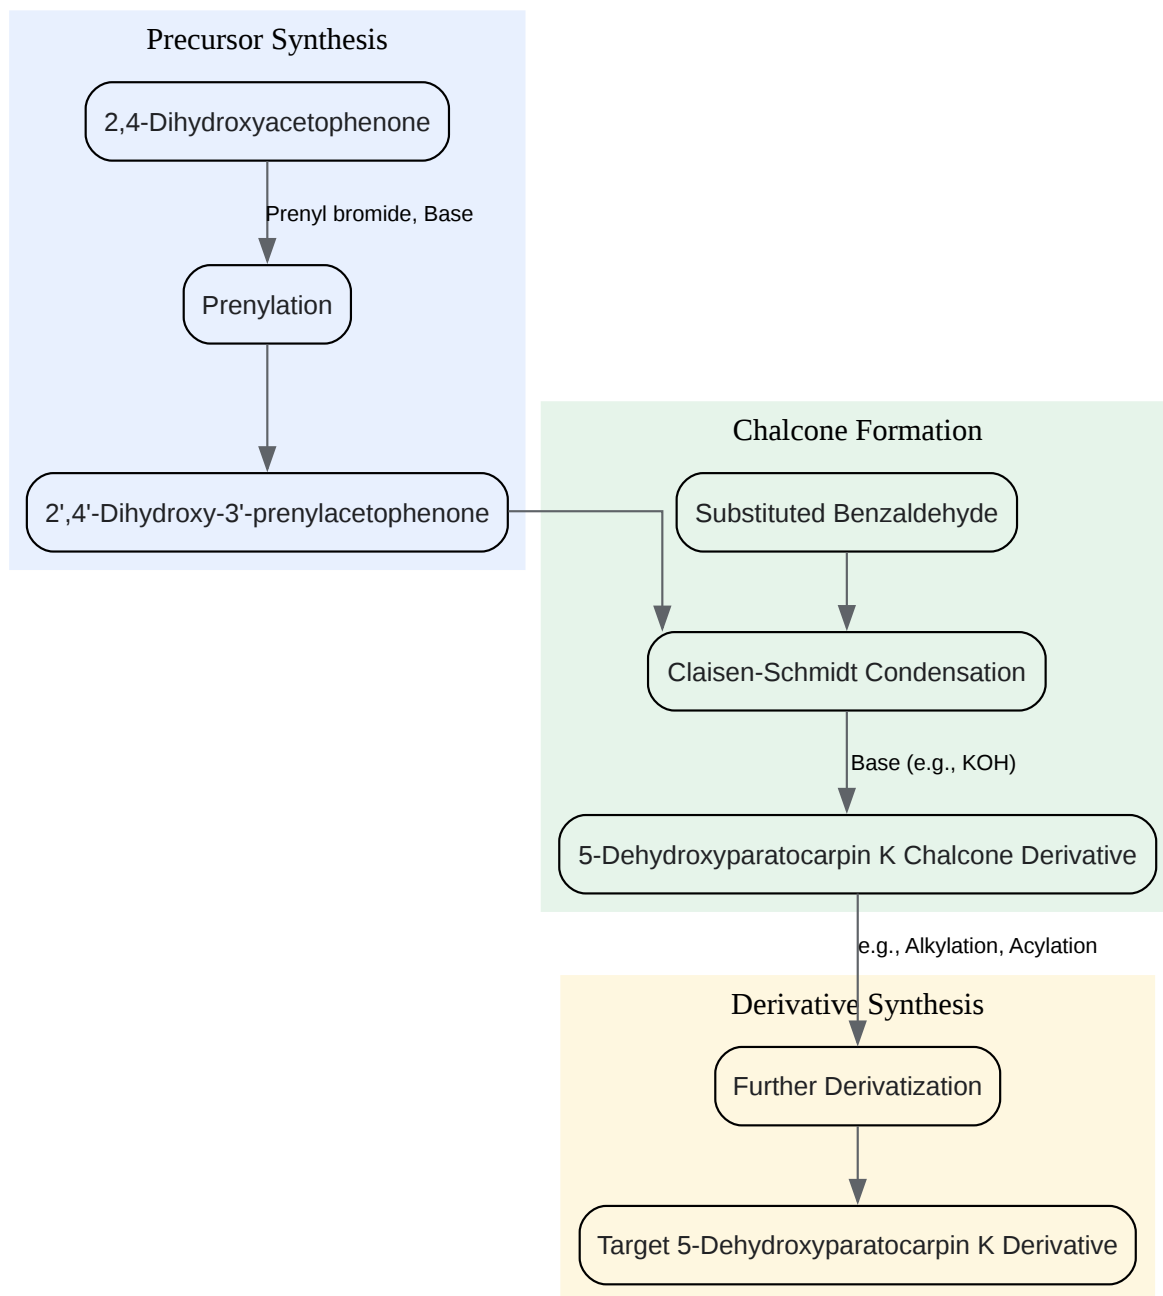 Precursor Synthesis
2,4-Dihydroxyacetophenone
Prenyl bromide, Base
Prenylation
2',4'-Dihydroxy-3'-prenylacetophenone
Chalcone Formation
Substituted Benzaldehyde
Claisen-Schmidt Condensation
Base (e.g., KOH)
5-Dehydroxyparatocarpin K Chalcone Derivative
e.g., Alkylation, Acylation
Derivative Synthesis
Further Derivatization
Target 5-Dehydroxyparatocarpin K Derivative